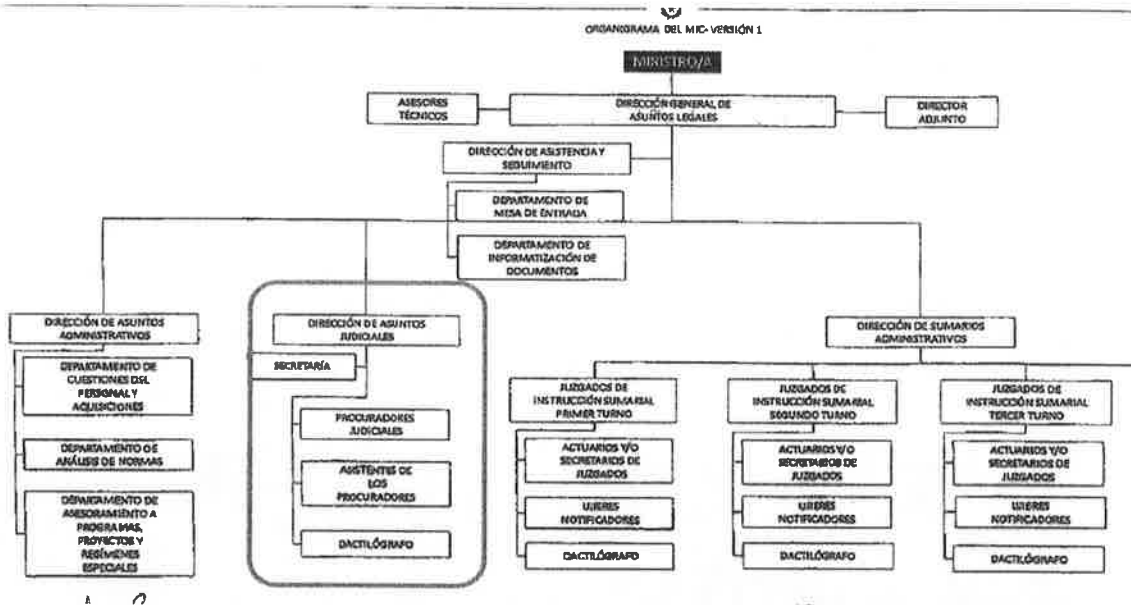 ORGANIGRAMA DEL MIC- VERSIÓN 1
MINISTRO/A
ASESORES
TÉCNICOS
DIRECCIÓN GENERAL DE
ASUNTOS LEGALES
DIRECTOR
ADJUNTO
DIRECCIÓN DE ASISTENCIA Y
SEGUIMIENTO
DEPARTAMENTO
DE MESA DE ENTRADA
DEPARTAMENTO DE
INFORMATIZACIÓN DE
DOCUMENTOS
DIRECCIÓN DE ASUNTOS
ADMINISTRATIVOS
DEPARTAMENTO DE
CUESTIONES DEL
PERSONAL Y
AQUISICIONES
DEPARTAMENTO DE
ANÁLISIS DE NORMAS
DEPARTAMENTO DE
ASESORAMIENTO A
PROGRAMAS,
PROYECTOS Y
REGÍMENES
ESPECIALES
DIRECCIÓN DE ASUNTOS
JUDICIALES
SECRETARÍA
PROCURADORES
JUDICIALES
ASISTENTES DE
LOS
PROCURADORES
DACTILÓGRAFO
DIRECCIÓN DE SUMARIOS
ADMINISTRATIVOS
JUZGADOS DE
INSTRUCCIÓN SUMARIAL
PRIMER TURNO
ACTUARIOS Y/O
SECRETARIOS DE
JUZGADOS
UJIERES
NOTIFICADORES
DACTILÓGRAFO
JUZGADOS DE
INSTRUCCIÓN SUMARIAL
SEGUNDO TURNO
ACTUARIOS Y/O
SECRETARIOS DE
JUZGADOS
UJIERES
NOTIFICADORES
DACTILÓGRAFO
JUZGADOS DE
INSTRUCCIÓN SUMARIAL
TERCER TURNO
ACTUARIOS Y/O
SECRETARIOS DE
JUZGADOS
UJIERES
NOTIFICADORES
DACTILÓGRAFO